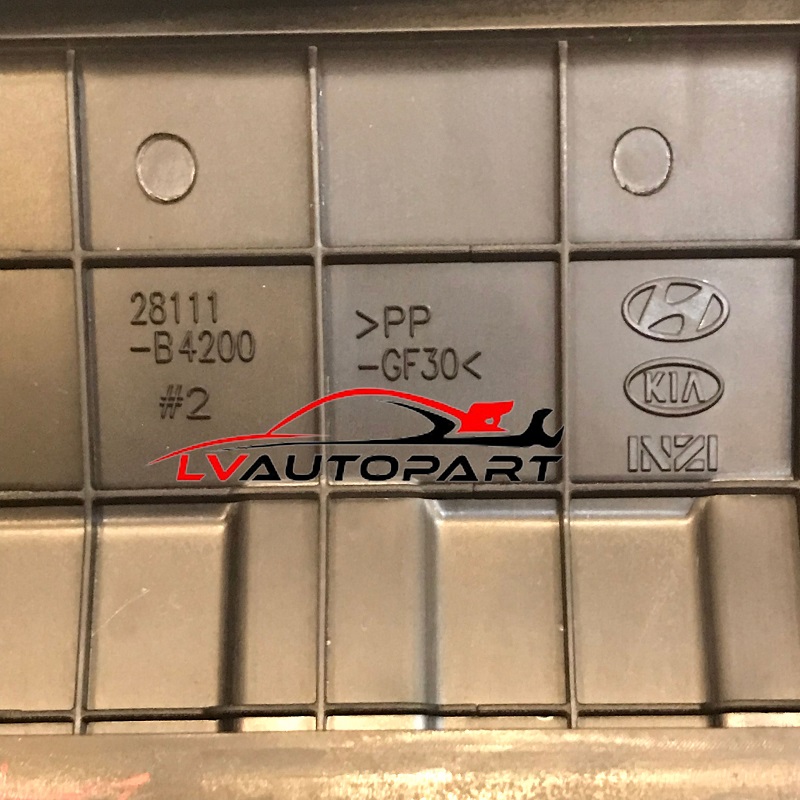 28111
-B4200
#2
>PP
-GF30<
KIA
INZI
LVAUTOPART